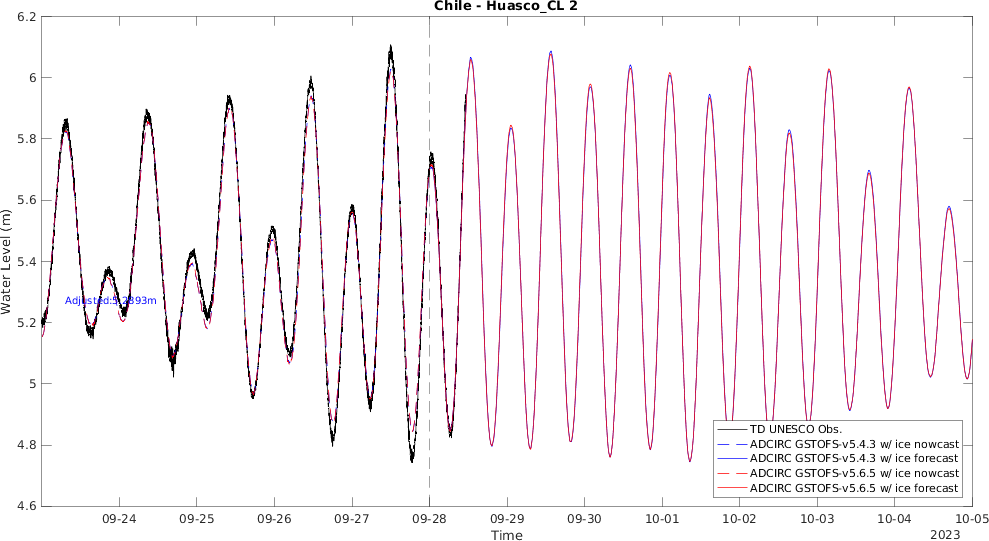 Chile - Huasco_CL 2
6.2
6
5.8
5.6
5.4
5.2
5
4.8
4.6
Water Level (m)
Adjusted:5.2893m
TD UNESCO Obs.
ADCIRC GSTOFS-v5.4.3 w/ ice nowcast
ADCIRC GSTOFS-v5.4.3 w/ ice forecast
ADCIRC GSTOFS-v5.6.5 w/ ice nowcast
ADCIRC GSTOFS-v5.6.5 w/ ice forecast
09-24 09-25 09-26 09-27 09-28 09-29 09-30 10-01 10-02 10-03 10-04 10-05
Time
2023